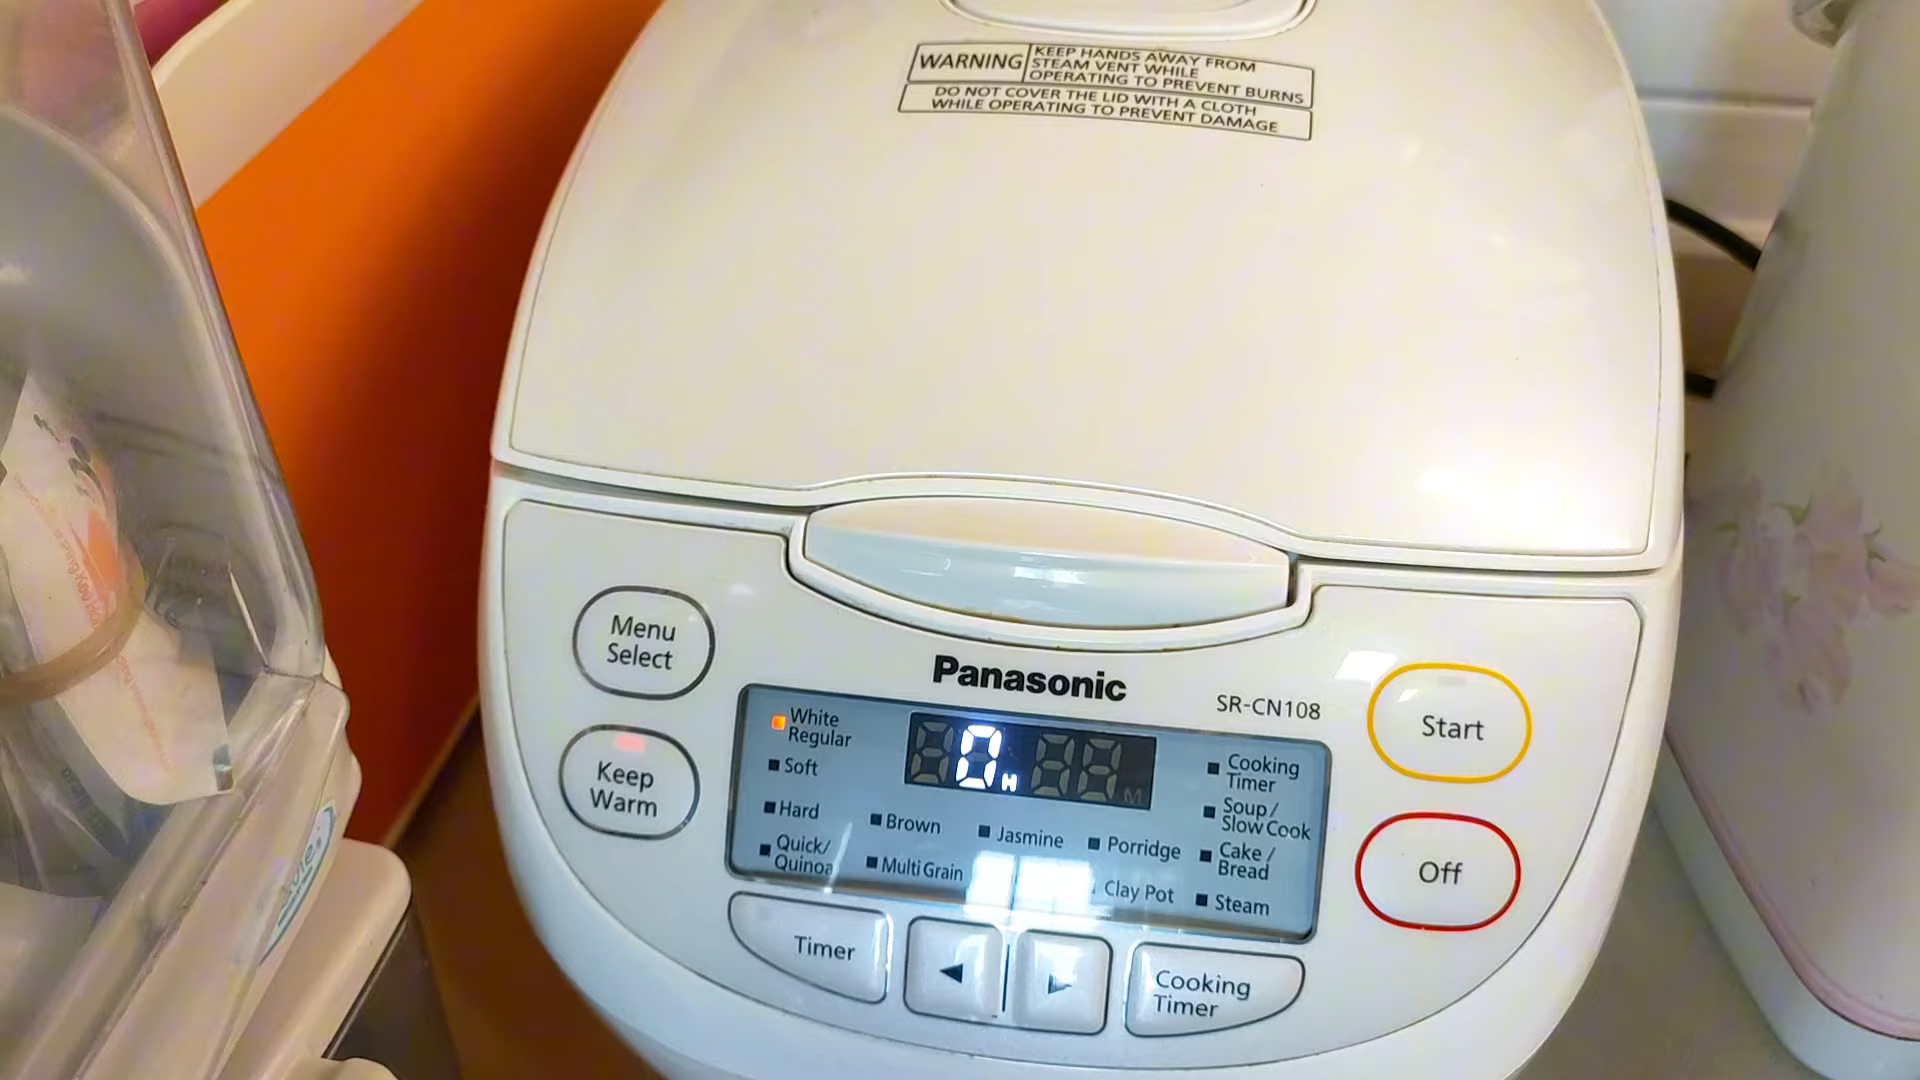 WARNING
KEEP HANDS AWAY FROM
STEAM VENT WHILE
OPERATING TO PREVENT BURNS
DO NOT COVER THE LID WITH A CLOTH
WHILE OPERATING TO PREVENT DAMAGE
Menu
Select
Panasonic
SR-CN108
Start
Keep
Warm
White
Regular
Soft
Hard
Quick/
Quinoa
Brown
Multi Grain
Jasmine
Porridge
Clay Pot
0H
M
Cooking
Timer
Soup/
Slow Cook
Cake/
Bread
Steam
Off
Timer
◀
▶
Cooking
Timer